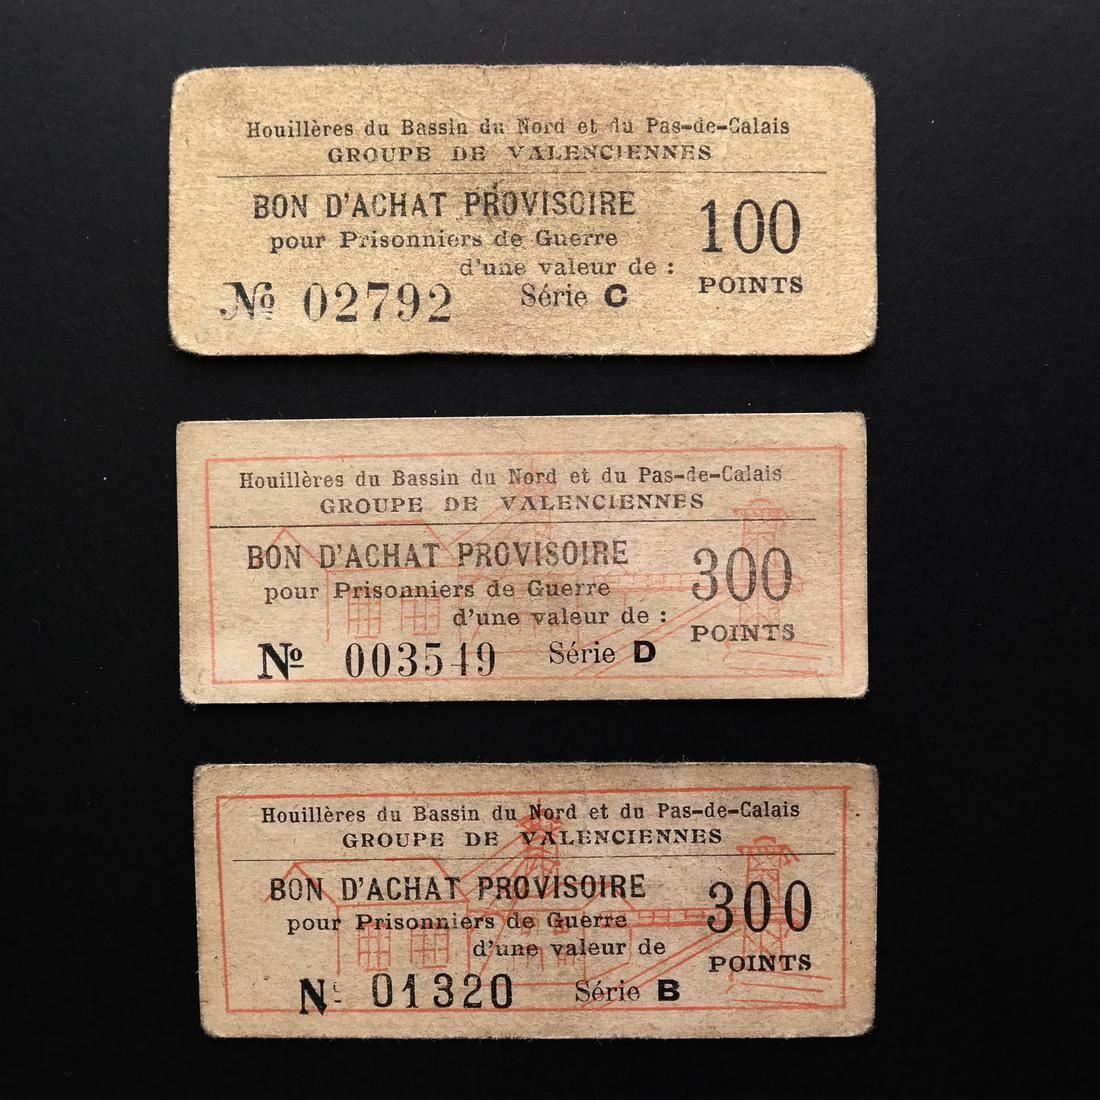 Houillères du Bassin du Nord et du Pas-de-Calais
GROUPE DE VALENCIENNES
BON D'ACHAT PROVISOIRE
pour Prisonniers de Guerre
d'une valeur de :
100
POINTS
№ 02792 Série C
Houillères du Bassin du Nord et du Pas-de-Calais
GROUPE DE VALENCIENNES
BON D'ACHAT PROVISOIRE
pour Prisonniers de Guerre
d'une valeur de :
300
POINTS
№ 003549 Série D
Houillères du Bassin du Nord et du Pas-de-Calais
GROUPE DE VALENCIENNES
BON D'ACHAT PROVISOIRE
pour Prisonniers de Guerre
d'une valeur de
300
POINTS
№ 01320 Série B